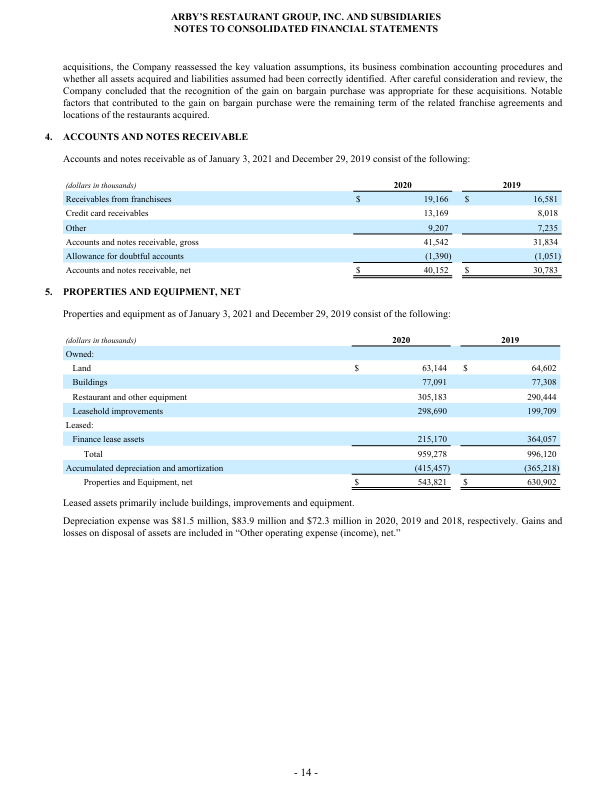 ARBY'S RESTAURANT GROUP, INC. AND SUBSIDIARIES
NOTES TO CONSOLIDATED FINANCIAL STATEMENTS
acquisitions, the Company reassessed the key valuation assumptions, its business combination accounting procedures and
whether all assets acquired and liabilities assumed had been correctly identified. After careful consideration and review, the
Company concluded that the recognition of the gain on bargain purchase was appropriate for these acquisitions. Notable
factors that contributed to the gain on bargain purchase were the remaining term of the related franchise agreements and
locations of the restaurants acquired.
4. ACCOUNTS AND NOTES RECEIVABLE
Accounts and notes receivable as of January 3, 2021 and December 29, 2019 consist of the following:
(dollars in thousands) 2020 2019
Receivables from franchisees $ 19,166 $ 16,581
Credit card receivables 13,169 8,018
Other 9,207 7,235
Accounts and notes receivable, gross 41,542 31,834
Allowance for doubtful accounts (1,390) (1,051)
Accounts and notes receivable, net $ 40,152 $ 30,783
5. PROPERTIES AND EQUIPMENT, NET
Properties and equipment as of January 3, 2021 and December 29, 2019 consist of the following:
(dollars in thousands) 2020 2019
Owned:
Land $ 63,144 $ 64,602
Buildings 77,091 77,308
Restaurant and other equipment 305,183 290,444
Leasehold improvements 298,690 199,709
Leased:
Finance lease assets 215,170 364,057
Total 959,278 996,120
Accumulated depreciation and amortization (415,457) (365,218)
Properties and Equipment, net $ 543,821 $ 630,902
Leased assets primarily include buildings, improvements and equipment.
Depreciation expense was $81.5 million, $83.9 million and $72.3 million in 2020, 2019 and 2018, respectively. Gains and
losses on disposal of assets are included in “Other operating expense (income), net.”
- 14 -